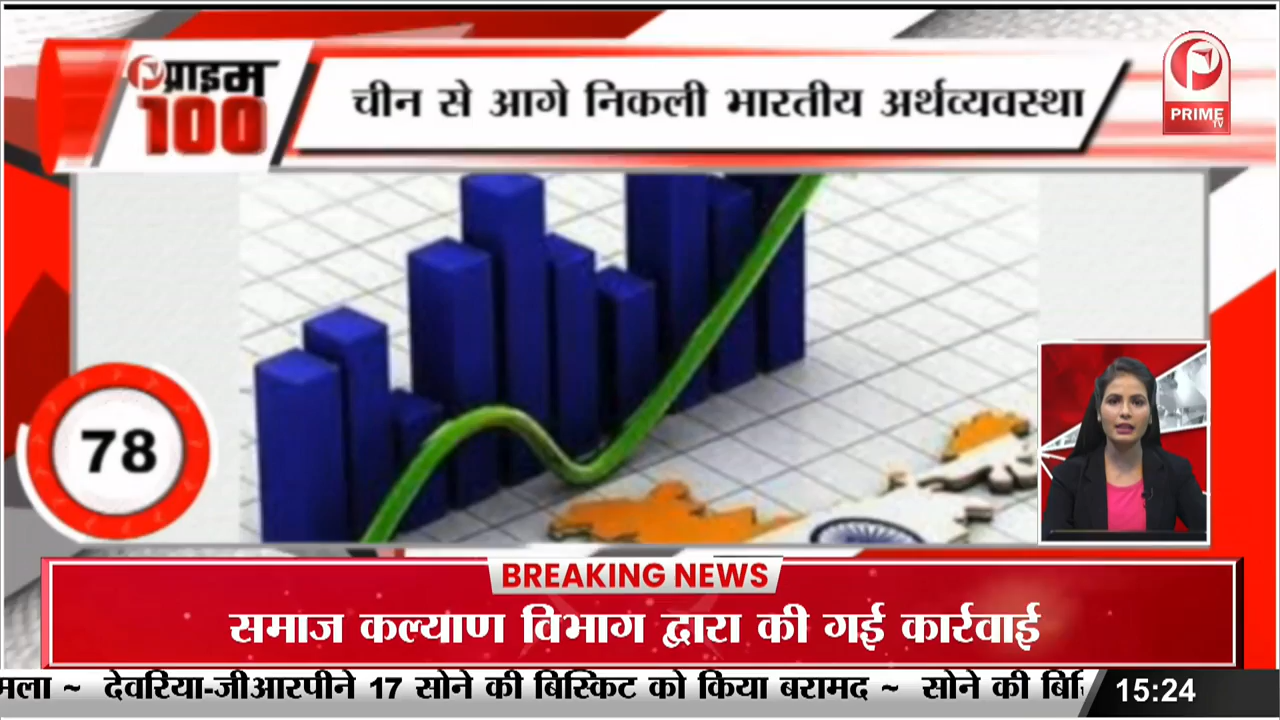 प्राइम
100
चीन से आगे निकली भारतीय अर्थव्यवस्था
PRIME
TV
78
BREAKING NEWS
समाज कल्याण विभाग द्वारा की गई कार्रवाई
मला ~ देवरिया-जीआरपीने 17 सोने की बिस्किट को किया बरामद ~ सोने की
15:24